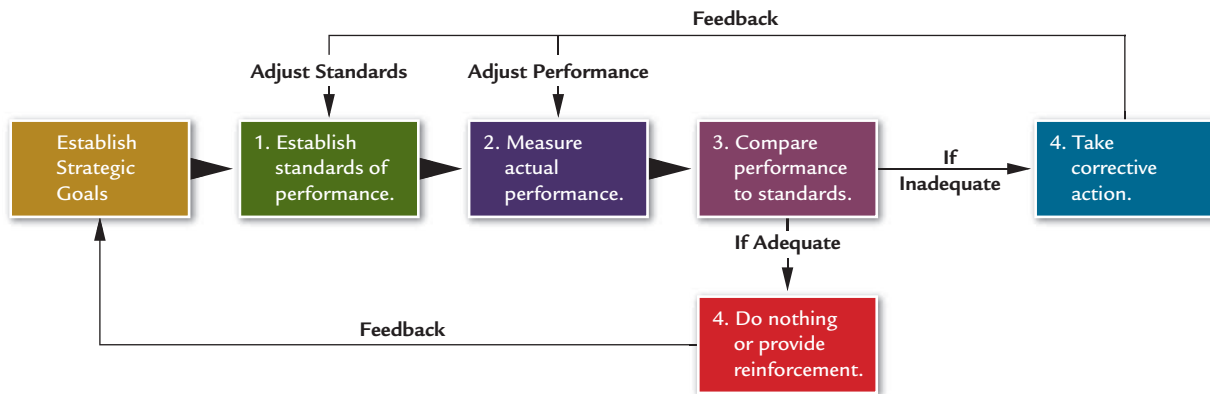 Feedback
Adjust Standards
Adjust Performance
Establish
Strategic
Goals
1. Establish
standards of
performance.
2. Measure
actual
performance.
3. Compare
performance
to standards.
If
Inadequate
4. Take
corrective
action.
If Adequate
Feedback
4. Do nothing
or provide
reinforcement.